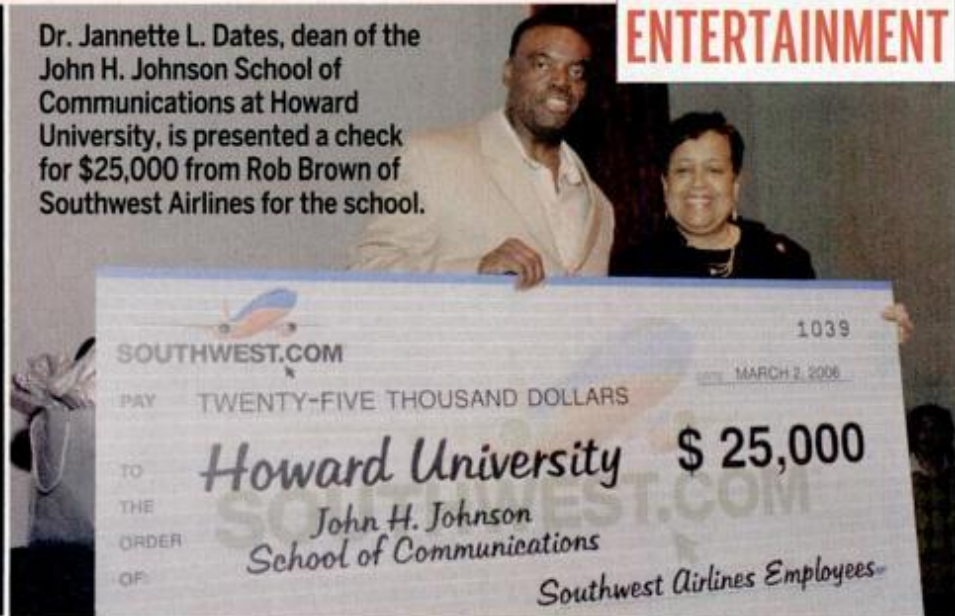 Dr. Jannette L. Dates, dean of the
John H. Johnson School of
Communications at Howard
University, is presented a check
for $25,000 from Rob Brown of
Southwest Airlines for the school.
ENTERTAINMENT
1039
SOUTHWEST.COM
DATE MARCH 2, 2006
PAY TWENTY-FIVE THOUSAND DOLLARS
TO Howard University $ 25,000
THE
SOUTHWEST.COM
John H. Johnson
ORDER School of Communications
OF:
Southwest Airlines Employees